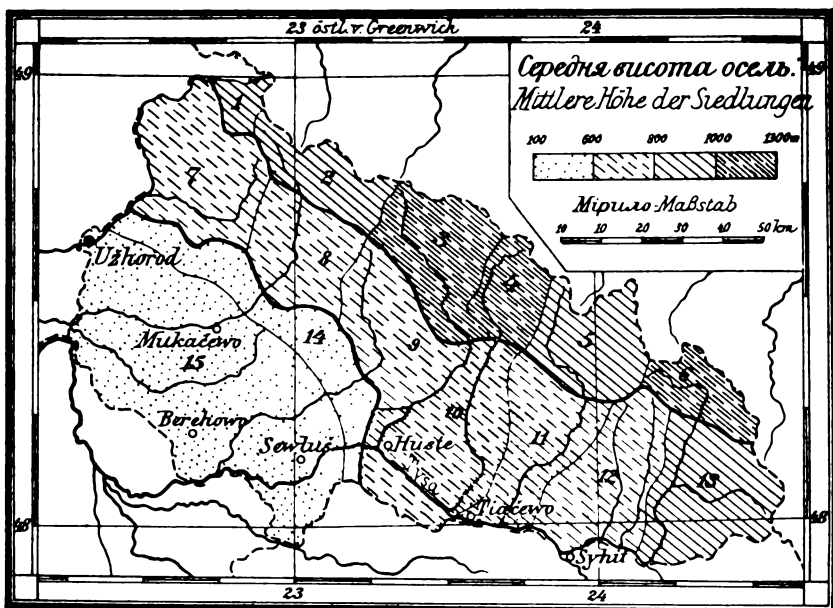 23 östl. v. Greenwich 24
49 49
Середня висота осель.
Mittlere Höhe der Siedlungen
100 600 800 1000 1300 m
Мірило-Maßstab
10 0 10 20 30 40 50 km
1
2
7
3
8
4
Užhorod
5
Mukačewo
14
9
15
6
Berehowo
10
Sewluš
Huste
11
Tysa
12
13
Tiačewo
48 48
Syhit
23 24